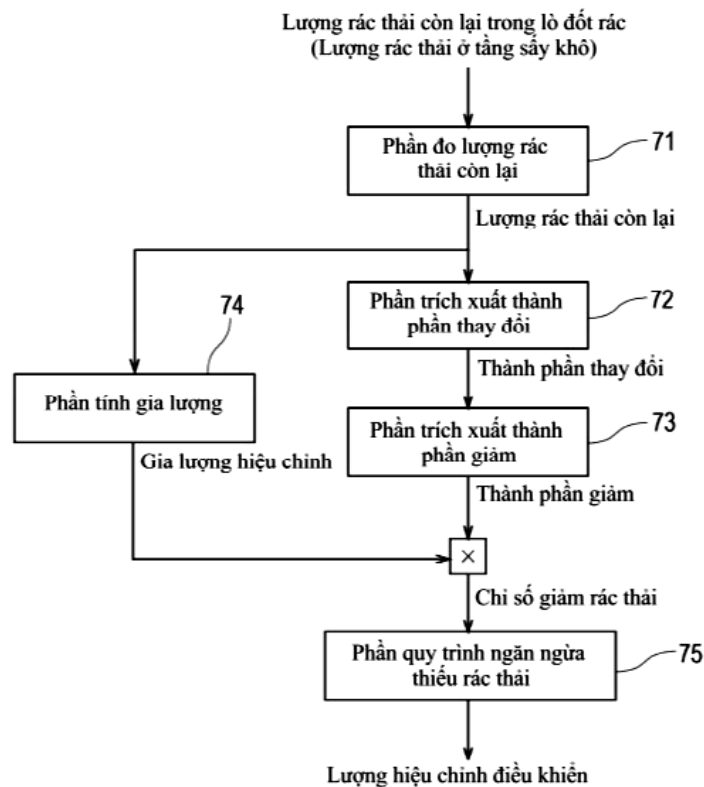 Lượng rác thải còn lại trong lò đốt rác
(Lượng rác thải ở tầng sấy khô)
Phần đo lượng rác
thải còn lại
71
Lượng rác thải còn lại
Phần trích xuất thành
phần thay đổi
72
74
Thành phần thay đổi
Phần tính gia lượng
Phần trích xuất thành
phần giảm
73
Gia lượng hiệu chỉnh
Thành phần giảm
×
Chỉ số giảm rác thải
Phần quy trình ngăn ngừa
thiếu rác thải
75
Lượng hiệu chỉnh điều khiển